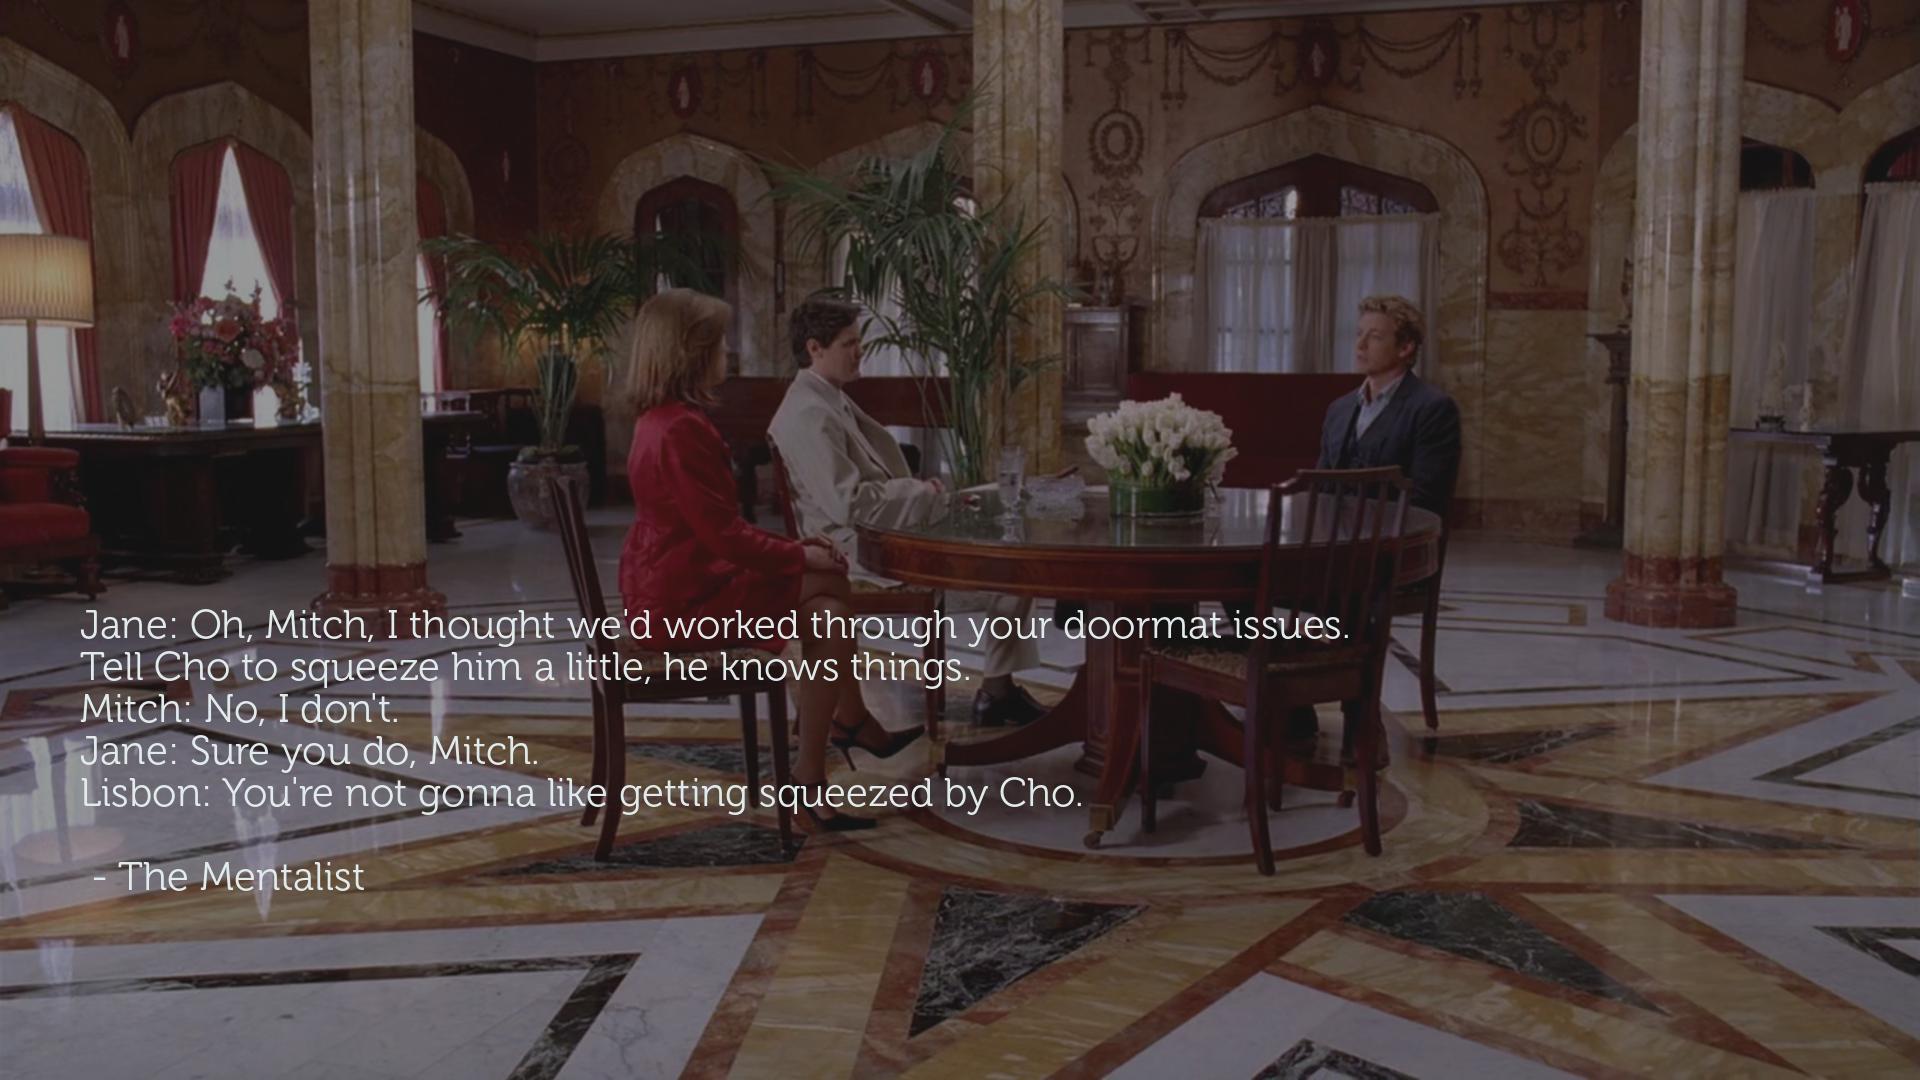 Jane: Oh, Mitch, I thought we'd worked through your doormat issues.
Tell Cho to squeeze him a little, he knows things.
Mitch: No, I don't.
Jane: Sure you do, Mitch.
Lisbon: You're not gonna like getting squeezed by Cho.
- The Mentalist